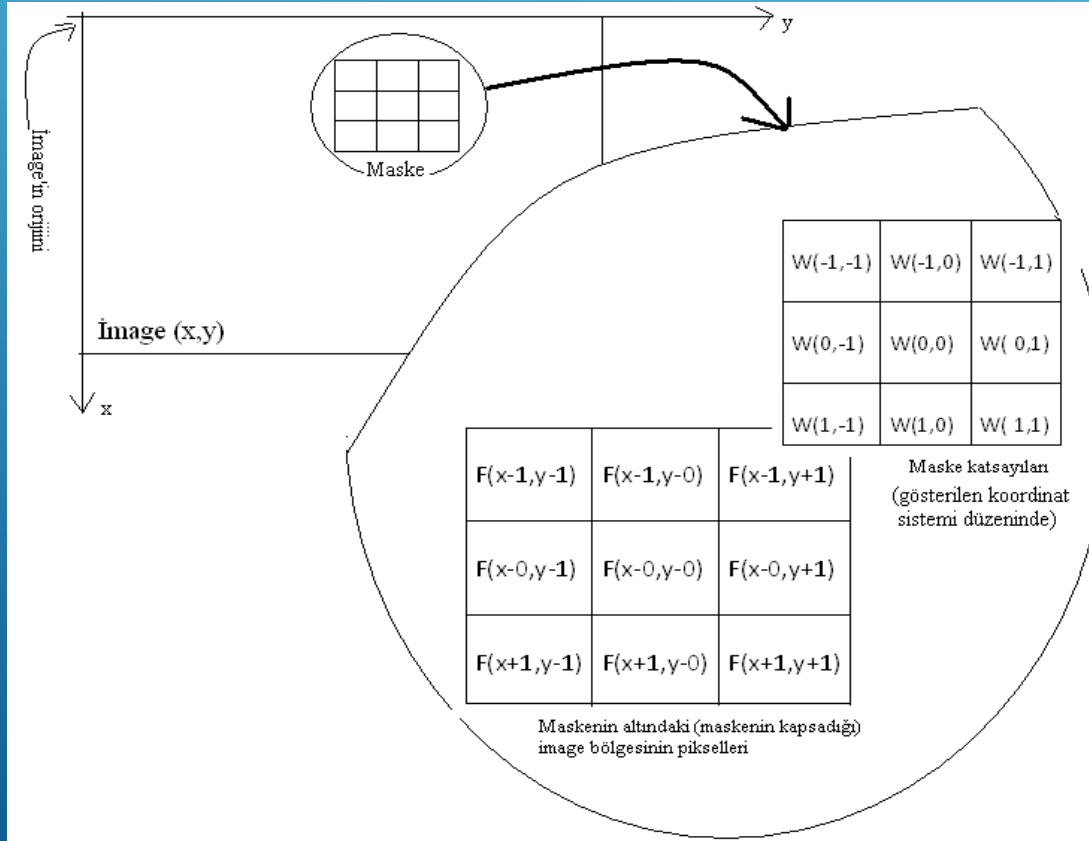 y
İmage'in orijini
Maske
İmage (x,y)
x
W(-1,-1) W(-1,0) W(-1,1)
W(0,-1) W(0,0) W( 0,1)
W(1,-1) W(1,0) W( 1,1)
Maske katsayıları
(gösterilen koordinat
sistemi düzeninde)
F(x-1,y-1) F(x-1,y-0) F(x-1,y+1)
F(x-0,y-1) F(x-0,y-0) F(x-0,y+1)
F(x+1,y-1) F(x+1,y-0) F(x+1,y+1)
Maskenin altındaki (maskenin kapsadığı)
image bölgesinin pikselleri